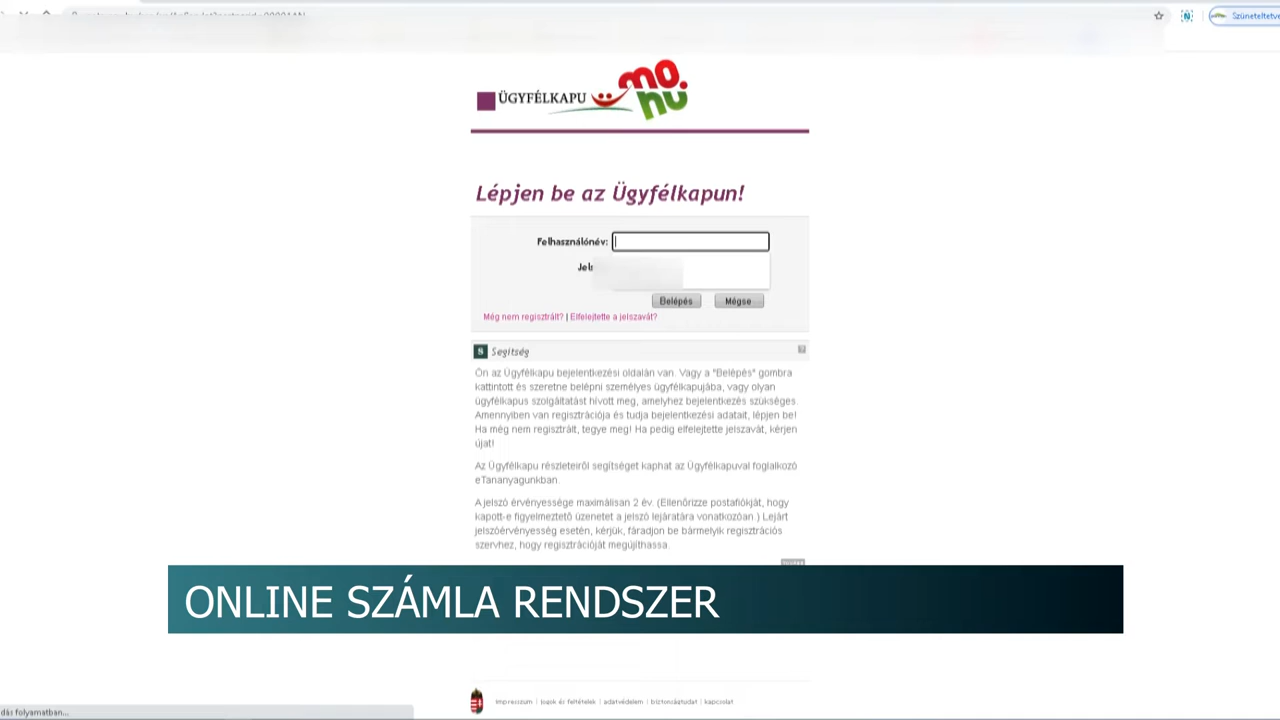 Szüneteltetve
ÜGYFÉLKAPU
mo.
hu
Lépjen be az Ügyfélkapun!
Felhasználónév:
Jels
Belépés
Mégse
Még nem regisztrált? | Elfelejtette a jelszavát?
S Segítség
?
Ön az Ügyfélkapu bejelentkezési oldalán van. Vagy a "Belépés" gombra
kattintott és szeretne belépni személyes ügyfélkapujába, vagy olyan
ügyfélkapus szolgáltatást hívott meg, amelyhez bejelentkezés szükséges.
Amennyiben van regisztrációja és tudja bejelentkezési adatait, lépjen be!
Ha még nem regisztrált, tegye meg! Ha pedig elfelejtette jelszavát, kérjen
újat!
Az Ügyfélkapu részleteiről segítséget kaphat az Ügyfélkapuval foglalkozó
eTananyagunkban.
A jelszó érvényessége maximálisan 2 év. (Ellenőrizze postafiókját, hogy
kapott-e figyelmeztető üzenetet a jelszó lejáratára vonatkozóan.) Lejárt
jelszóérvényesség esetén, kérjük, fáradjon be bármelyik regisztrációs
szervhez, hogy regisztrációját megújíthassa.
ONLINE SZÁMLA RENDSZER
Impresszum | Jogok és feltételek | adatvédelem | biztonságtudat | kapcsolat
dás folyamatban...